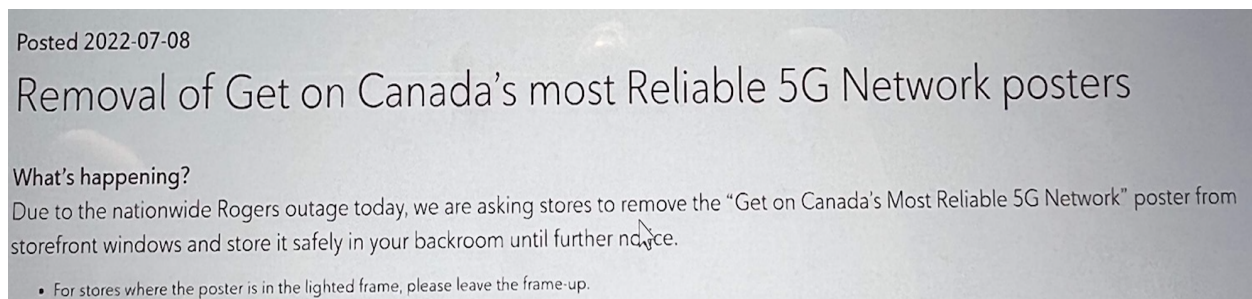 Posted 2022-07-08
Removal of Get on Canada's most Reliable 5G Network posters
What's happening?
Due to the nationwide Rogers outage today, we are asking stores to remove the “Get on Canada's Most Reliable 5G Network" poster from
storefront windows and store it safely in your backroom until further notice.
• For stores where the poster is in the lighted frame, please leave the frame-up.